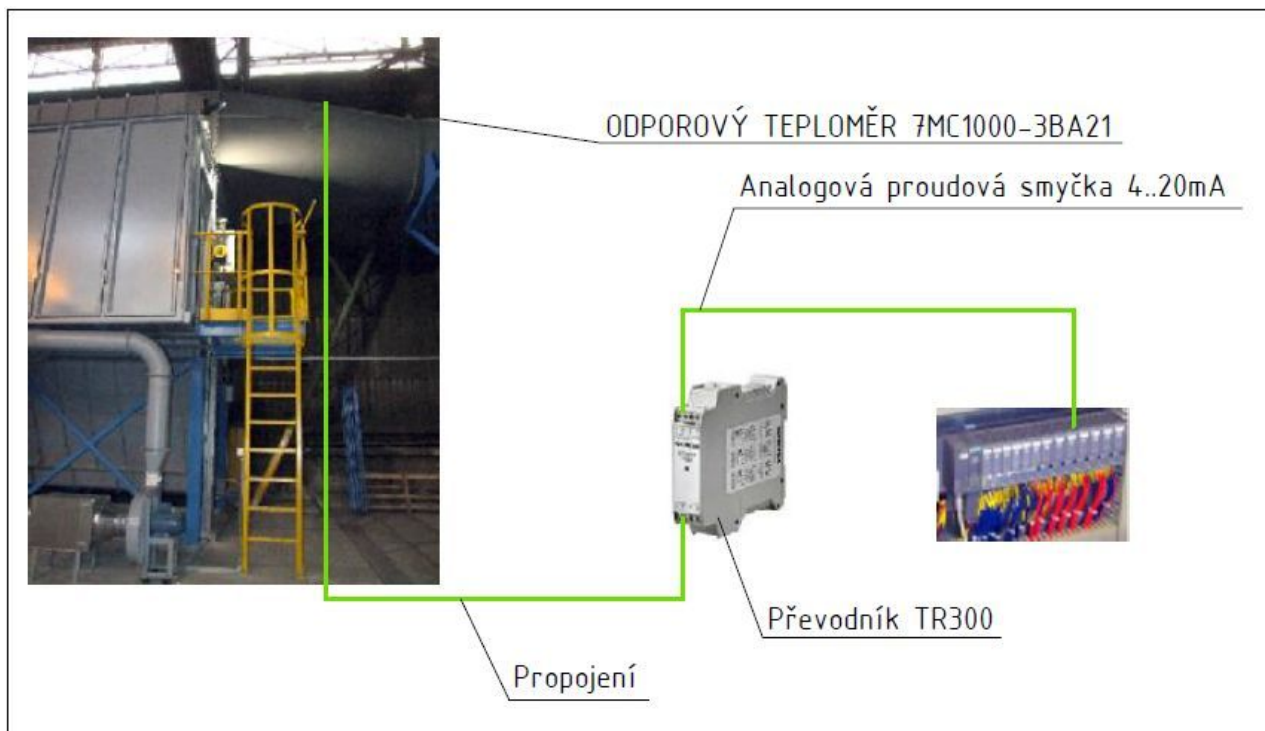 ODPOROVÝ TEPLOMĚR 7MC1000-3BA21
Analogová proudová smyčka 4..20mA
Převodník TR300
Propojení